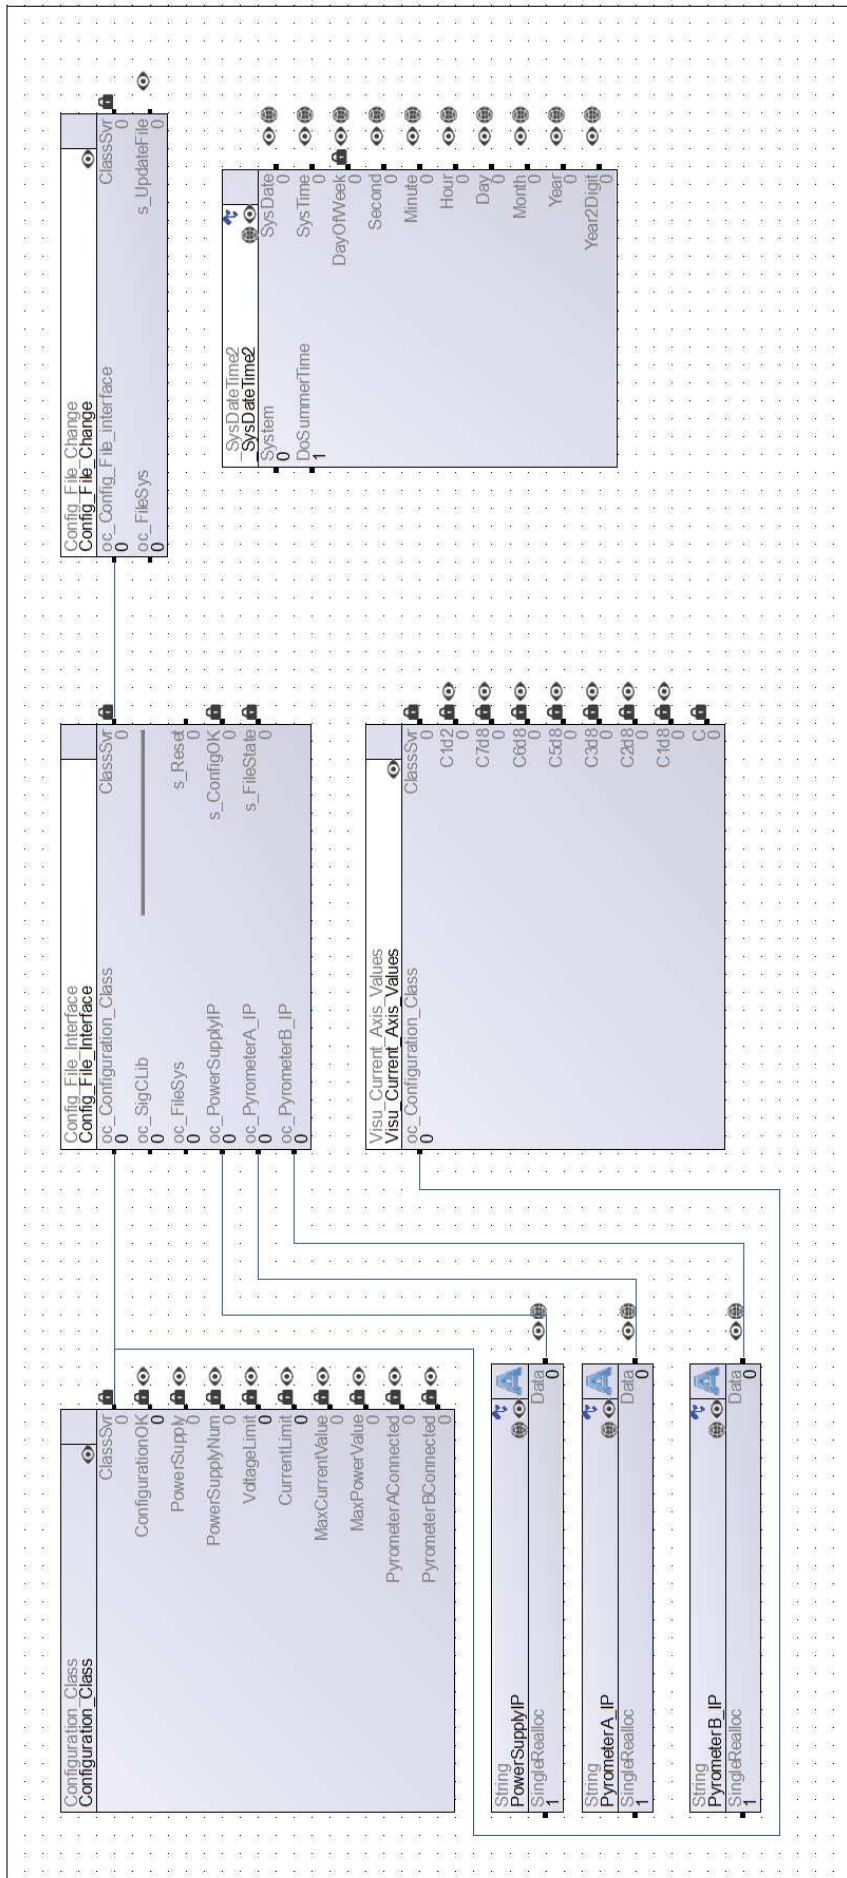 Configuration_Class
Configuration_Class
ClassSvr
0
ConfigurationOK
0
PowerSupply
0
PowerSupplyNum
0
VoltageLimit
0
CurrentLimit
0
MaxCurrentValue
0
MaxPowerValue
0
PyrometerAConnected
0
PyrometerBConnected
0
String
PowerSupplyIP
SingleRealloc
1
Data
0
String
PyrometerA_IP
SingleRealloc
1
Data
0
String
PyrometerB_IP
SingleRealloc
1
Data
0
Config_File_Interface
Config_File_Interface
oc_Configuration_Class
0
oc_SigCLib
0
oc_FileSys
0
oc_PowerSupplyIP
0
oc_PyrometerA_IP
0
oc_PyrometerB_IP
0
ClassSvr
0
s_Reset
0
s_ConfigOK
0
s_FileState
0
Visu_Current_Axis_Values
Visu_Current_Axis_Values
oc_Configuration_Class
0
ClassSvr
0
C1d2
0
C7d8
0
C6d8
0
C5d8
0
C3d8
0
C2d8
0
C1d8
0
C
0
Config_File_Change
Config_File_Change
oc_Config_File_interface
0
oc_FileSys
0
ClassSvr
0
s_UpdateFile
0
_SysDateTime2
_SysDateTime2
System
0
DoSummerTime
1
SysDate
0
SysTime
0
DayOfWeek
0
Second
0
Minute
0
Hour
0
Day
0
Month
0
Year
0
Year2Digit
0